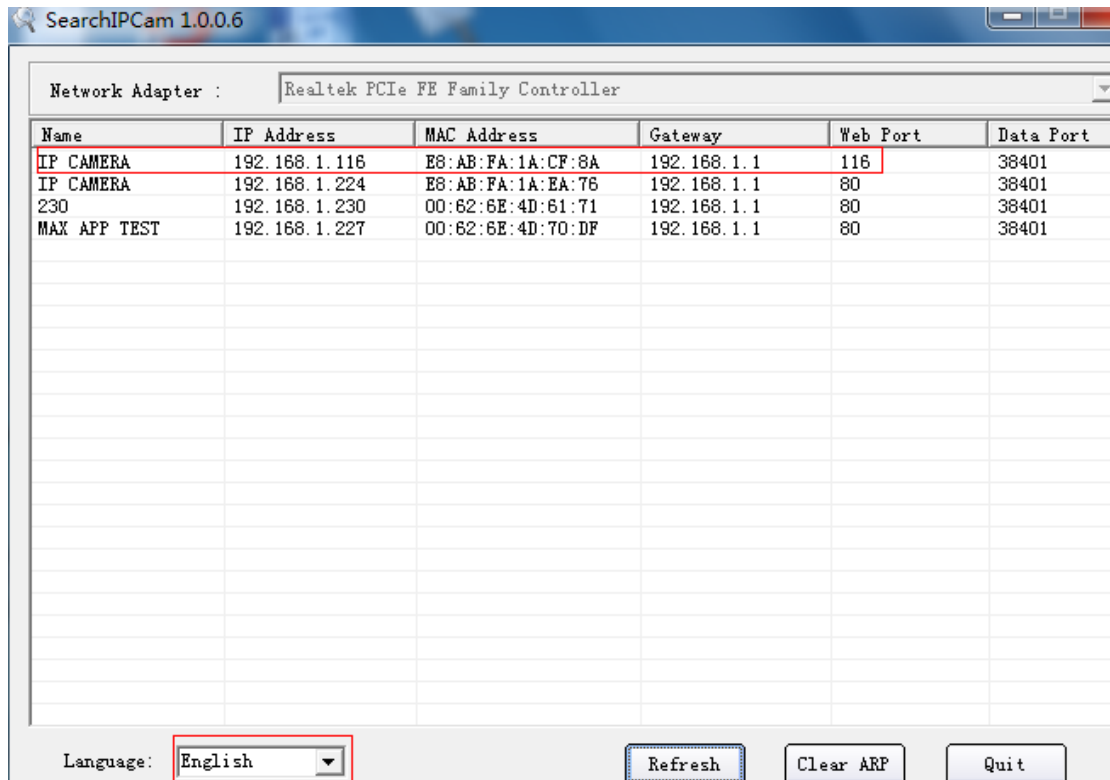 SearchIPCam 1.0.0.6
Network Adapter : Realtek PCIe FE Family Controller
Name IP Address MAC Address Gateway Web Port Data Port
IP CAMERA 192.168.1.116 E8:AB:FA:1A:CF:8A 192.168.1.1 116 38401
IP CAMERA 192.168.1.224 E8:AB:FA:1A:EA:76 192.168.1.1 80 38401
230 192.168.1.230 00:62:6E:4D:61:71 192.168.1.1 80 38401
MAX APP TEST 192.168.1.227 00:62:6E:4D:70:DF 192.168.1.1 80 38401
Language: English Refresh Clear ARP Quit